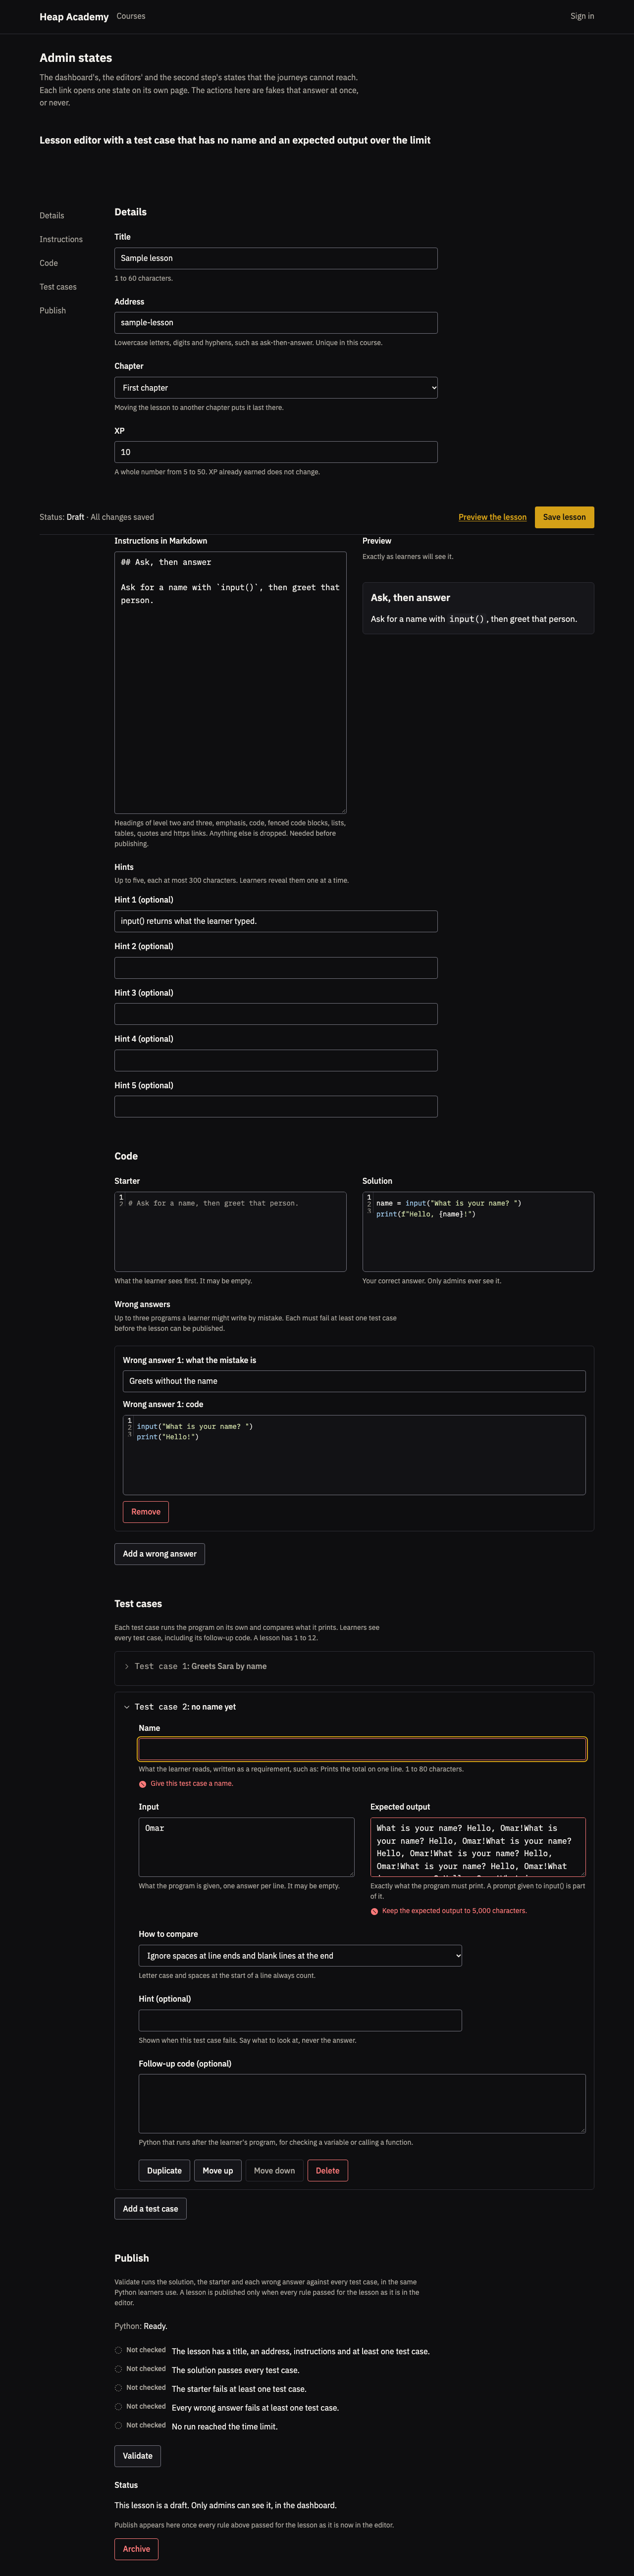 Heap Academy Courses Sign in
Admin states
The dashboard's, the editors' and the second step's states that the journeys cannot reach.
Each link opens one state on its own page. The actions here are fakes that answer at once,
or never.
Lesson editor with a test case that has no name and an expected output over the limit
Details
Instructions
Code
Test cases
Publish
Details
Title
Sample lesson
1 to 60 characters.
Address
sample-lesson
Lowercase letters, digits and hyphens, such as ask-then-answer. Unique in this course.
Chapter
First chapter
Moving the lesson to another chapter puts it last there.
XP
10
A whole number from 5 to 50. XP already earned does not change.
Status: Draft · All changes saved
Preview the lesson
Save lesson
Instructions in Markdown
## Ask, then answer
Ask for a name with `input()`, then greet that
person.
Headings of level two and three, emphasis, code, fenced code blocks, lists,
tables, quotes and https links. Anything else is dropped. Needed before
publishing.
Preview
Exactly as learners will see it.
Ask, then answer
Ask for a name with input(), then greet that person.
Hints
Up to five, each at most 300 characters. Learners reveal them one at a time.
Hint 1 (optional)
input() returns what the learner typed.
Hint 2 (optional)
Hint 3 (optional)
Hint 4 (optional)
Hint 5 (optional)
Code
Starter
1
2
# Ask for a name, then greet that person.
What the learner sees first. It may be empty.
Solution
1
2
3
name = input("What is your name? ")
print(f"Hello, {name}!")
Your correct answer. Only admins ever see it.
Wrong answers
Up to three programs a learner might write by mistake. Each must fail at least one test case
before the lesson can be published.
Wrong answer 1: what the mistake is
Greets without the name
Wrong answer 1: code
1
2
3
input("What is your name? ")
print("Hello!")
Remove
Add a wrong answer
Test cases
Each test case runs the program on its own and compares what it prints. Learners see
every test case, including its follow-up code. A lesson has 1 to 12.
Test case 1: Greets Sara by name
Test case 2: no name yet
Name
What the learner reads, written as a requirement, such as: Prints the total on one line. 1 to 80 characters.
Give this test case a name.
Input
Omar
What the program is given, one answer per line. It may be empty.
Expected output
What is your name? Hello, Omar!What is
your name? Hello, Omar!What is your name?
Hello, Omar!What is your name? Hello,
Omar!What is your name? Hello, Omar!What
Exactly what the program must print. A prompt given to input() is part
of it.
Keep the expected output to 5,000 characters.
How to compare
Ignore spaces at line ends and blank lines at the end
Letter case and spaces at the start of a line always count.
Hint (optional)
Shown when this test case fails. Say what to look at, never the answer.
Follow-up code (optional)
Python that runs after the learner's program, for checking a variable or calling a function.
Duplicate
Move up
Move down
Delete
Add a test case
Publish
Validate runs the solution, the starter and each wrong answer against every test case, in the same
Python learners use. A lesson is published only when every rule passed for the lesson as it is in the
editor.
Python: Ready.
Not checked The lesson has a title, an address, instructions and at least one test case.
Not checked The solution passes every test case.
Not checked The starter fails at least one test case.
Not checked Every wrong answer fails at least one test case.
Not checked No run reached the time limit.
Validate
Status
This lesson is a draft. Only admins can see it, in the dashboard.
Publish appears here once every rule above passed for the lesson as it is now in the editor.
Archive